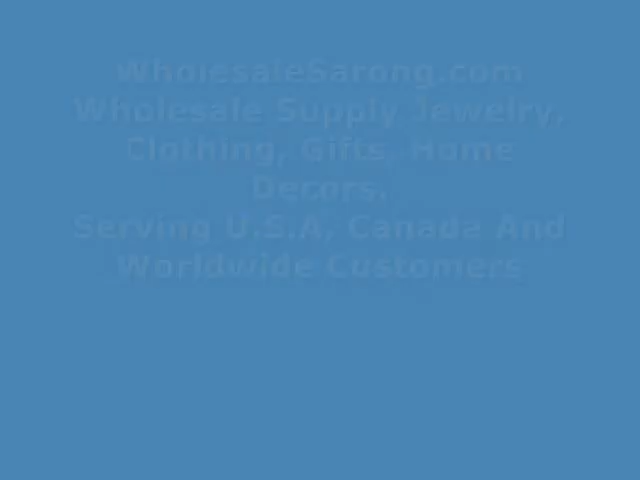 WholesaleSarong.com
Wholesale Supply Jewelry,
Clothing, Gifts, Home
Decors.
Serving U.S.A, Canada And
Worldwide Customers